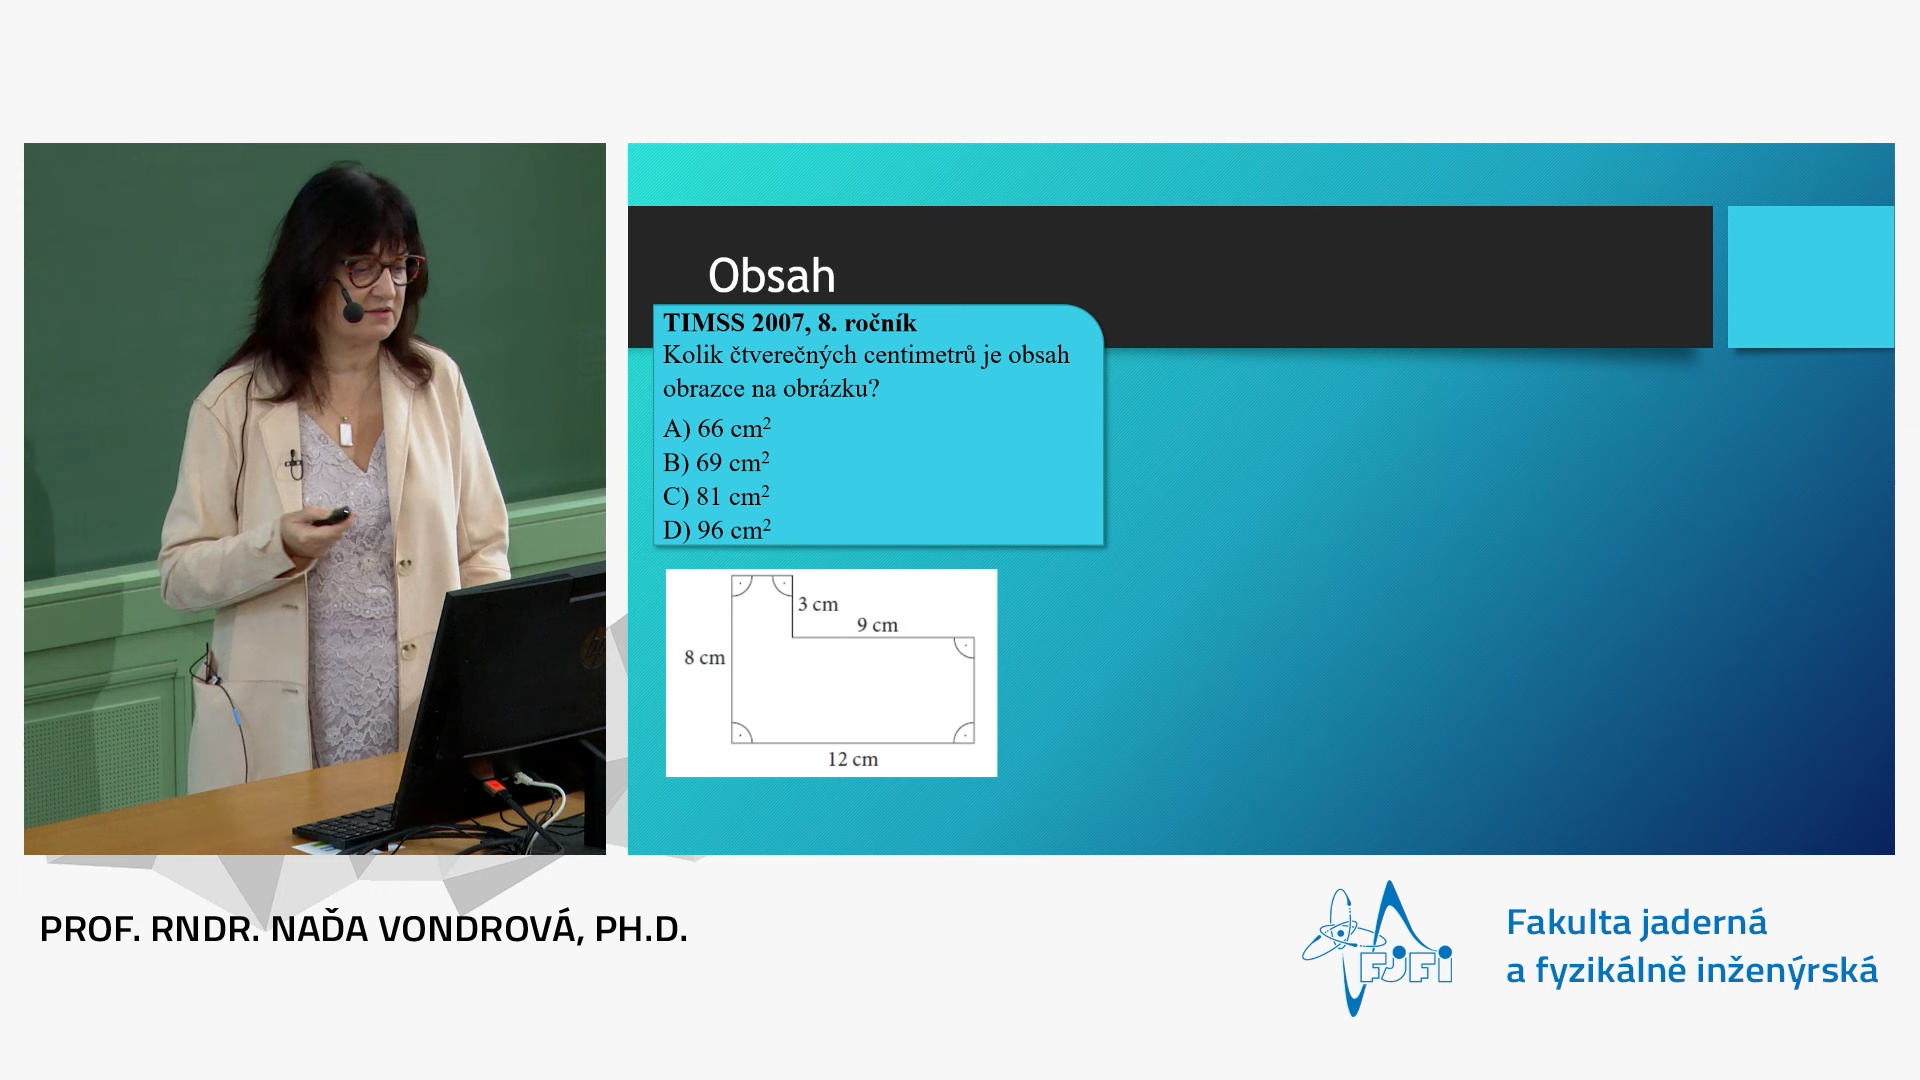 Obsah
TIMSS 2007, 8. ročník
Kolik čtverečných centimetrů je obsah
obrazce na obrázku?
A) 66 cm²
B) 69 cm²
C) 81 cm²
D) 96 cm²
3 cm
9 cm
8 cm
12 cm
PROF. RNDR. NAĎA VONDROVÁ, PH.D.
FJFI
Fakulta jaderná
a fyzikálně inženýrská